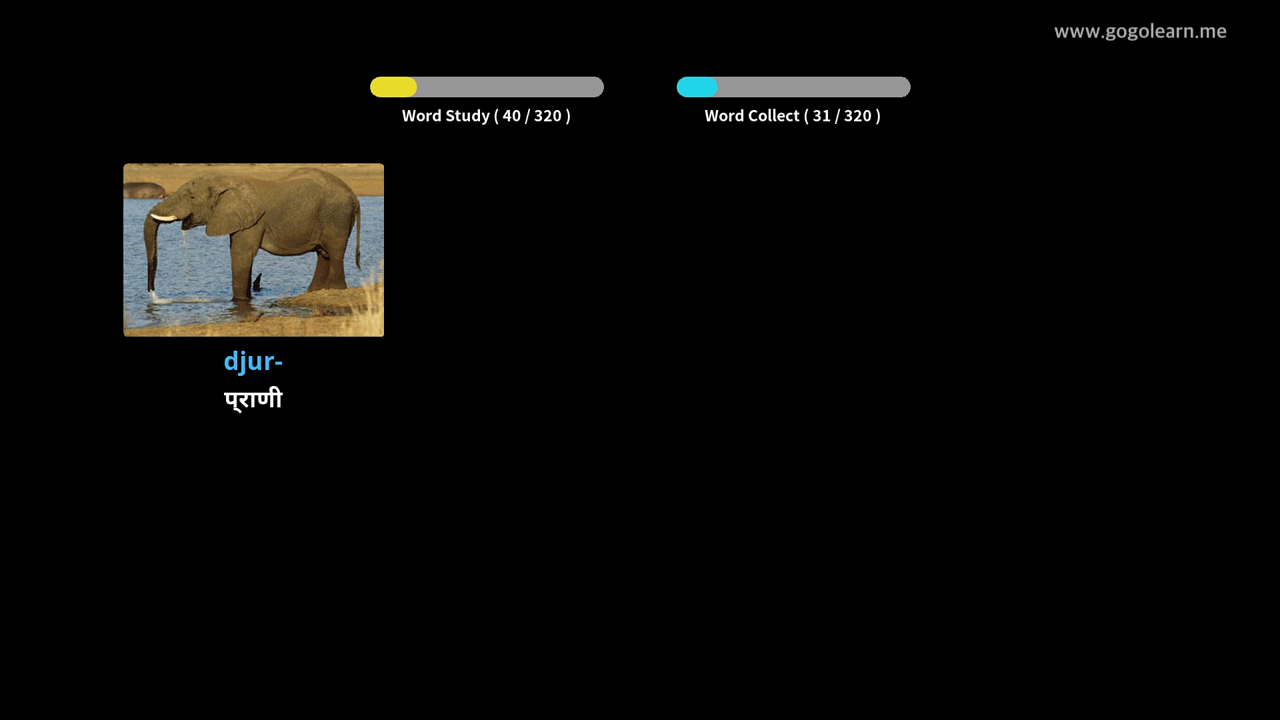 www.gogolearn.me
Word Study ( 40 / 320 )
Word Collect ( 31 / 320 )
djur-
प्राणी